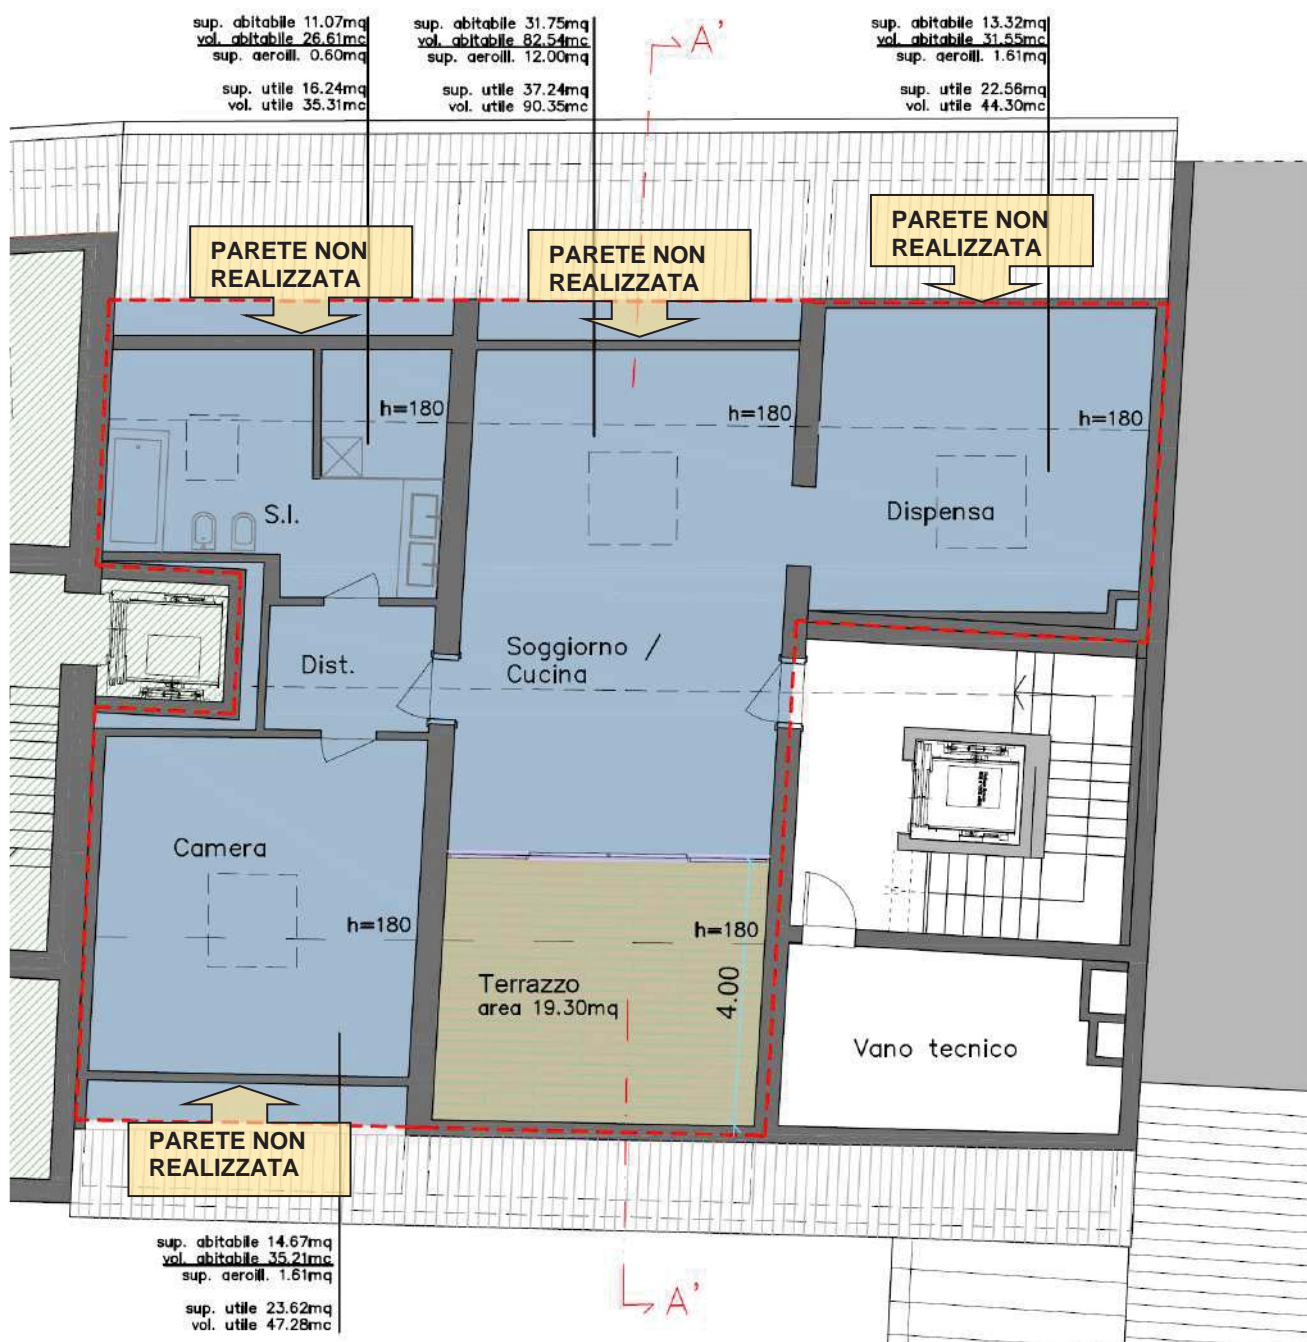 sup. abitabile 11.07mq
vol. abitabile 26.61mc
sup. aeroill. 0.60mq
sup. utile 16.24mq
vol. utile 35.31mc
sup. abitabile 31.75mq
vol. abitabile 82.54mc
sup. aeroill. 12.00mq
sup. utile 37.24mq
vol. utile 90.35mc
A'
sup. abitabile 13.32mq
vol. abitabile 31.55mc
sup. aeroill. 1.61mq
sup. utile 22.56mq
vol. utile 44.30mc
PARETE NON
REALIZZATA
PARETE NON
REALIZZATA
PARETE NON
REALIZZATA
h=180
h=180
h=180
S.I.
Dispensa
Dist.
Soggiorno /
Cucina
Camera
h=180
h=180
Terrazzo
area 19.30mq
4.00
Vano tecnico
PARETE NON
REALIZZATA
sup. abitabile 14.67mq
vol. abitabile 35.21mc
sup. aeroill. 1.61mq
sup. utile 23.62mq
vol. utile 47.28mc
A'